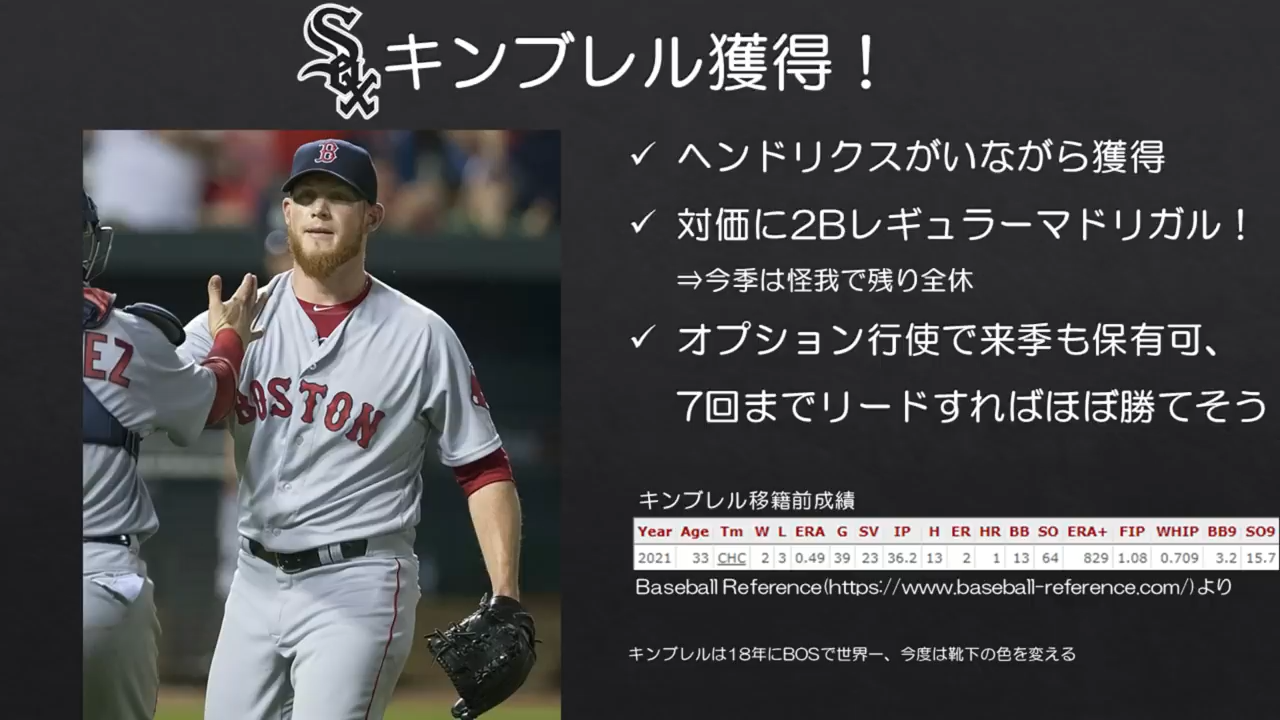 Sox キンブレル獲得！
✓ ヘンドリクスがいながら獲得
✓ 対価に2Bレギュラーマドリガル！
⇒今季は怪我で残り全休
✓ オプション行使で来季も保有可、
7回までリードすればほぼ勝てそう
B
EZ
BOSTON
キンブレル移籍前成績
Year Age Tm W L ERA G SV IP H ER HR BB SO ERA+ FIP WHIP BB9 SO9
2021 33 CHC 2 3 0.49 39 23 36.2 13 2 1 13 64 829 1.08 0.709 3.2 15.7
Baseball Reference(https://www.baseball-reference.com/)より
キンブレルは18年にBOSで世界一、今度は靴下の色を変える